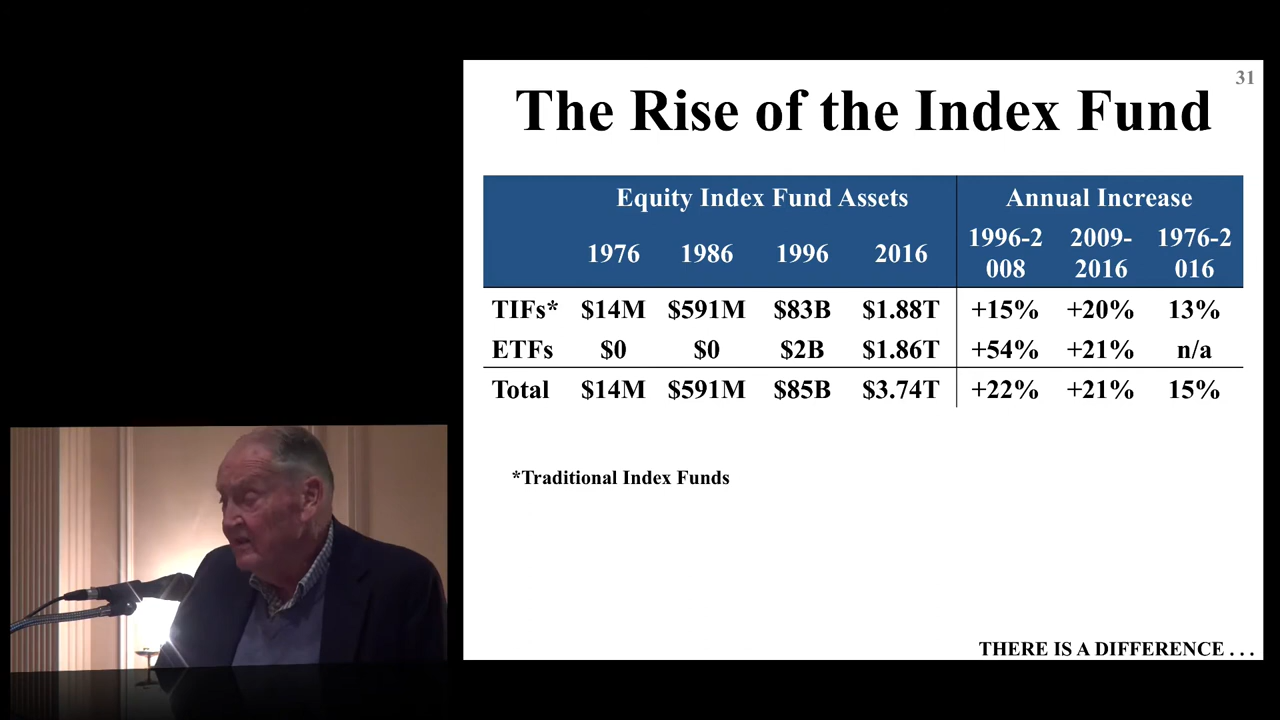 31
The Rise of the Index Fund
Equity Index Fund Assets Annual Increase
1976 1986 1996 2016 1996-2 2009- 1976-2
008 2016 016
TIFs* $14M $591M $83B $1.88T +15% +20% 13%
ETFs $0 $0 $2B $1.86T +54% +21% n/a
Total $14M $591M $85B $3.74T +22% +21% 15%
*Traditional Index Funds
THERE IS A DIFFERENCE . . .